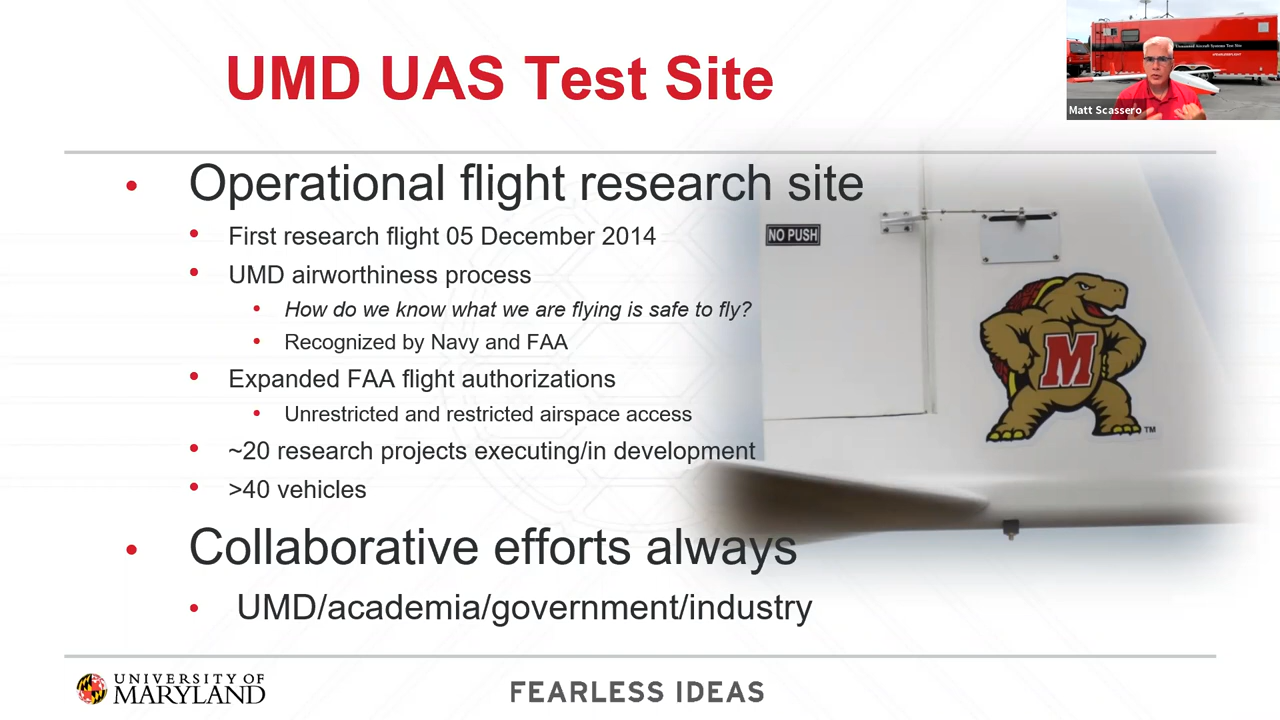 UMD UAS Test Site
Matt Scassero
• Operational flight research site
• First research flight 05 December 2014
• UMD airworthiness process
• How do we know what we are flying is safe to fly?
• Recognized by Navy and FAA
• Expanded FAA flight authorizations
• Unrestricted and restricted airspace access
• ~20 research projects executing/in development
• >40 vehicles
• Collaborative efforts always
• UMD/academia/government/industry
NO PUSH
M
TM
UNIVERSITY OF
MARYLAND
FEARLESS IDEAS